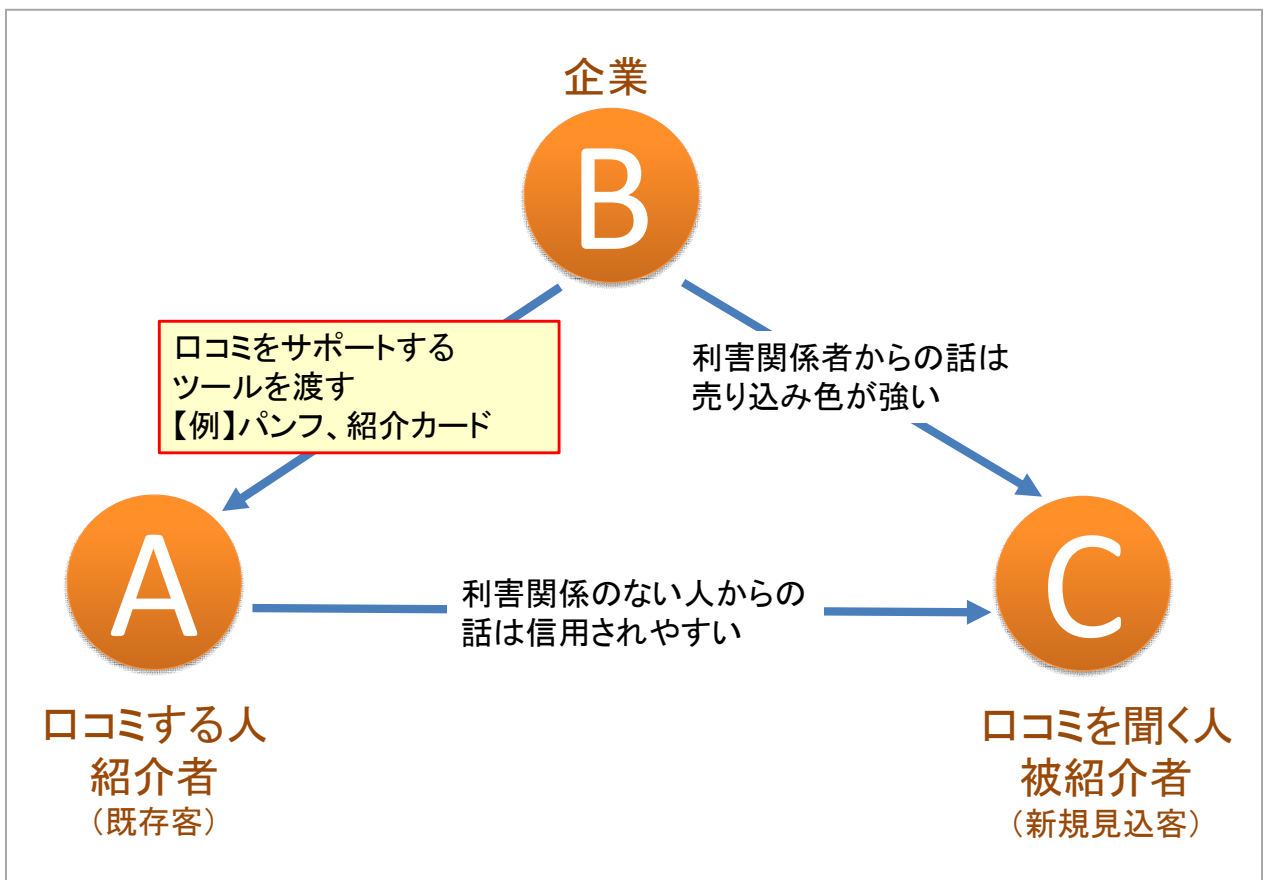 企業
B
口コミをサポートする
ツールを渡す
【例】パンフ、紹介カード
利害関係者からの話は
売り込み色が強い
A
利害関係のない人からの
話は信用されやすい
C
口コミする人
紹介者
（既存客）
口コミを聞く人
被紹介者
（新規見込客）